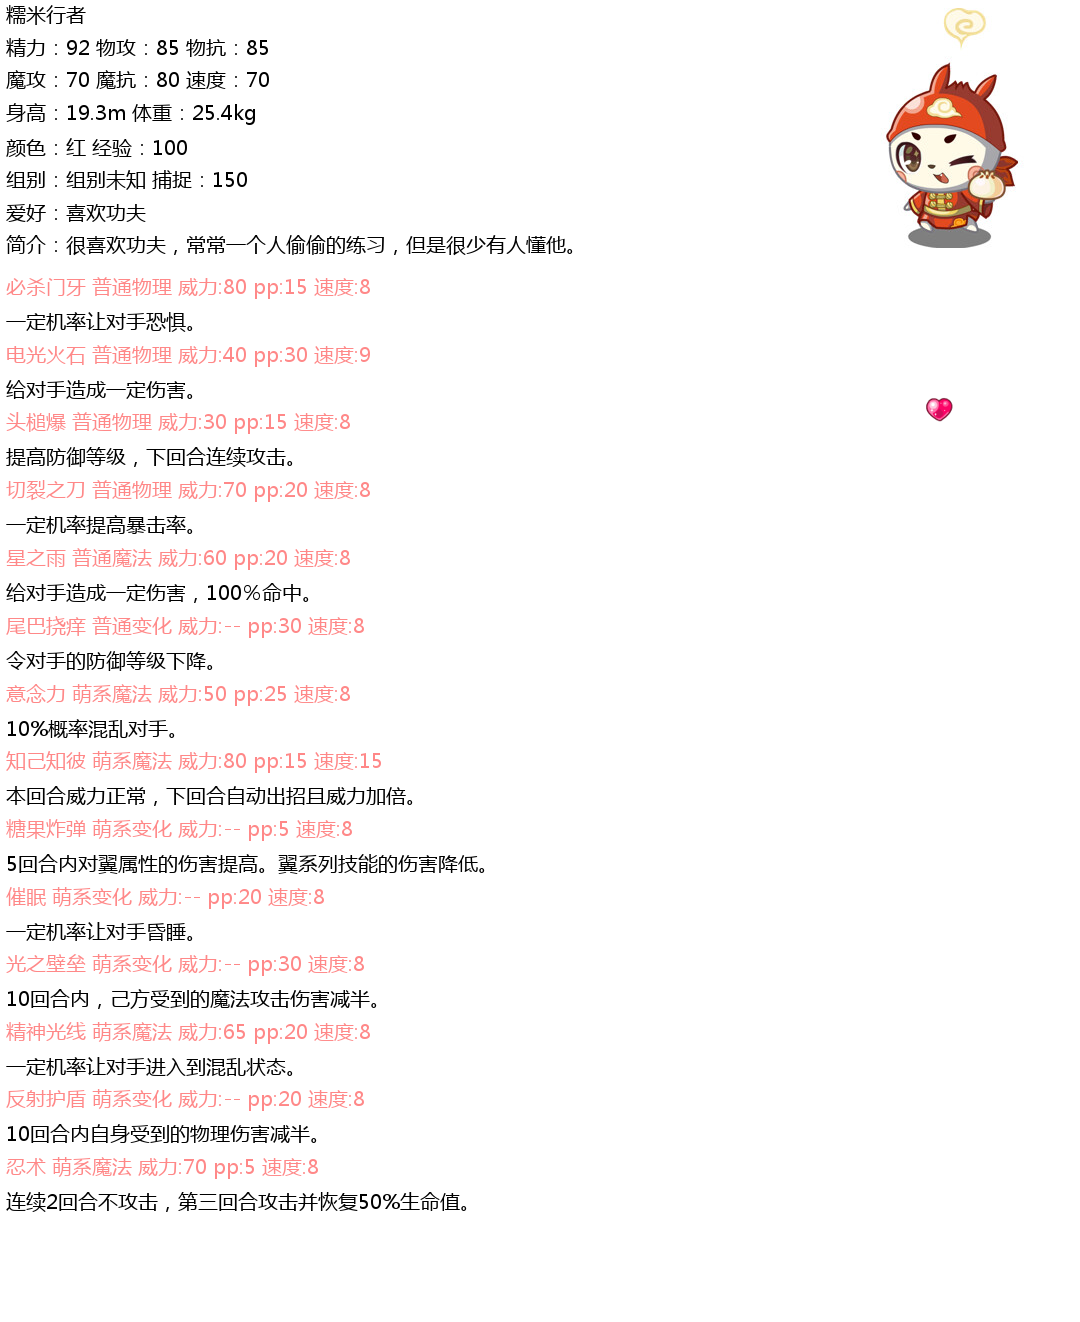 糯米行者
精力：92 物攻：85 物抗：85
魔攻：70 魔抗：80 速度：70
身高：19.3m 体重：25.4kg
颜色：红 经验：100
组别：组别未知 捕捉：150
爱好：喜欢功夫
简介：很喜欢功夫，常常一个人偷偷的练习，但是很少有人懂他。
必杀门牙 普通物理 威力:80 pp:15 速度:8
一定机率让对手恐惧。
电光火石 普通物理 威力:40 pp:30 速度:9
给对手造成一定伤害。
头槌爆 普通物理 威力:30 pp:15 速度:8
提高防御等级，下回合连续攻击。
切裂之刀 普通物理 威力:70 pp:20 速度:8
一定机率提高暴击率。
星之雨 普通魔法 威力:60 pp:20 速度:8
给对手造成一定伤害，100%命中。
尾巴挠痒 普通变化 威力:-- pp:30 速度:8
令对手的防御等级下降。
意念力 萌系魔法 威力:50 pp:25 速度:8
10%概率混乱对手。
知己知彼 萌系魔法 威力:80 pp:15 速度:15
本回合威力正常，下回合自动出招且威力加倍。
糖果炸弹 萌系变化 威力:-- pp:5 速度:8
5回合内对翼属性的伤害提高。翼系列技能的伤害降低。
催眠 萌系变化 威力:-- pp:20 速度:8
一定机率让对手昏睡。
光之壁垒 萌系变化 威力:-- pp:30 速度:8
10回合内，己方受到的魔法攻击伤害减半。
精神光线 萌系魔法 威力:65 pp:20 速度:8
一定机率让对手进入到混乱状态。
反射护盾 萌系变化 威力:-- pp:20 速度:8
10回合内自身受到的物理伤害减半。
忍术 萌系魔法 威力:70 pp:5 速度:8
连续2回合不攻击，第三回合攻击并恢复50%生命值。